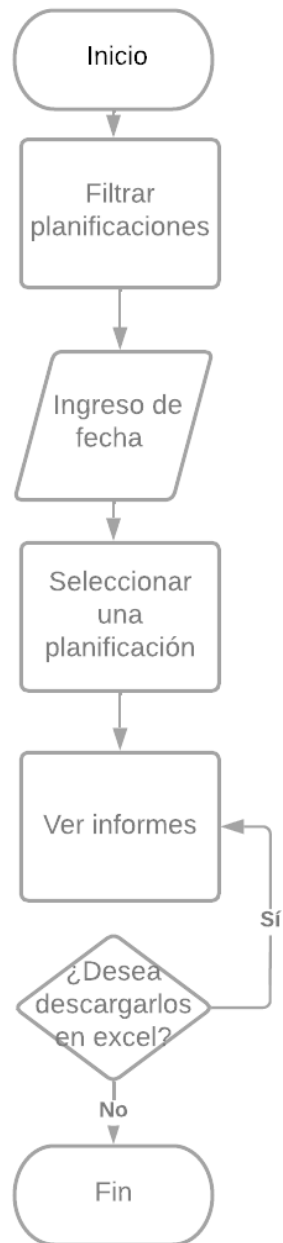 Inicio
Filtrar
planificaciones
Ingreso de
fecha
Seleccionar
una
planificación
Ver informes
Sí
¿Desea
descargarlos
en excel?
No
Fin